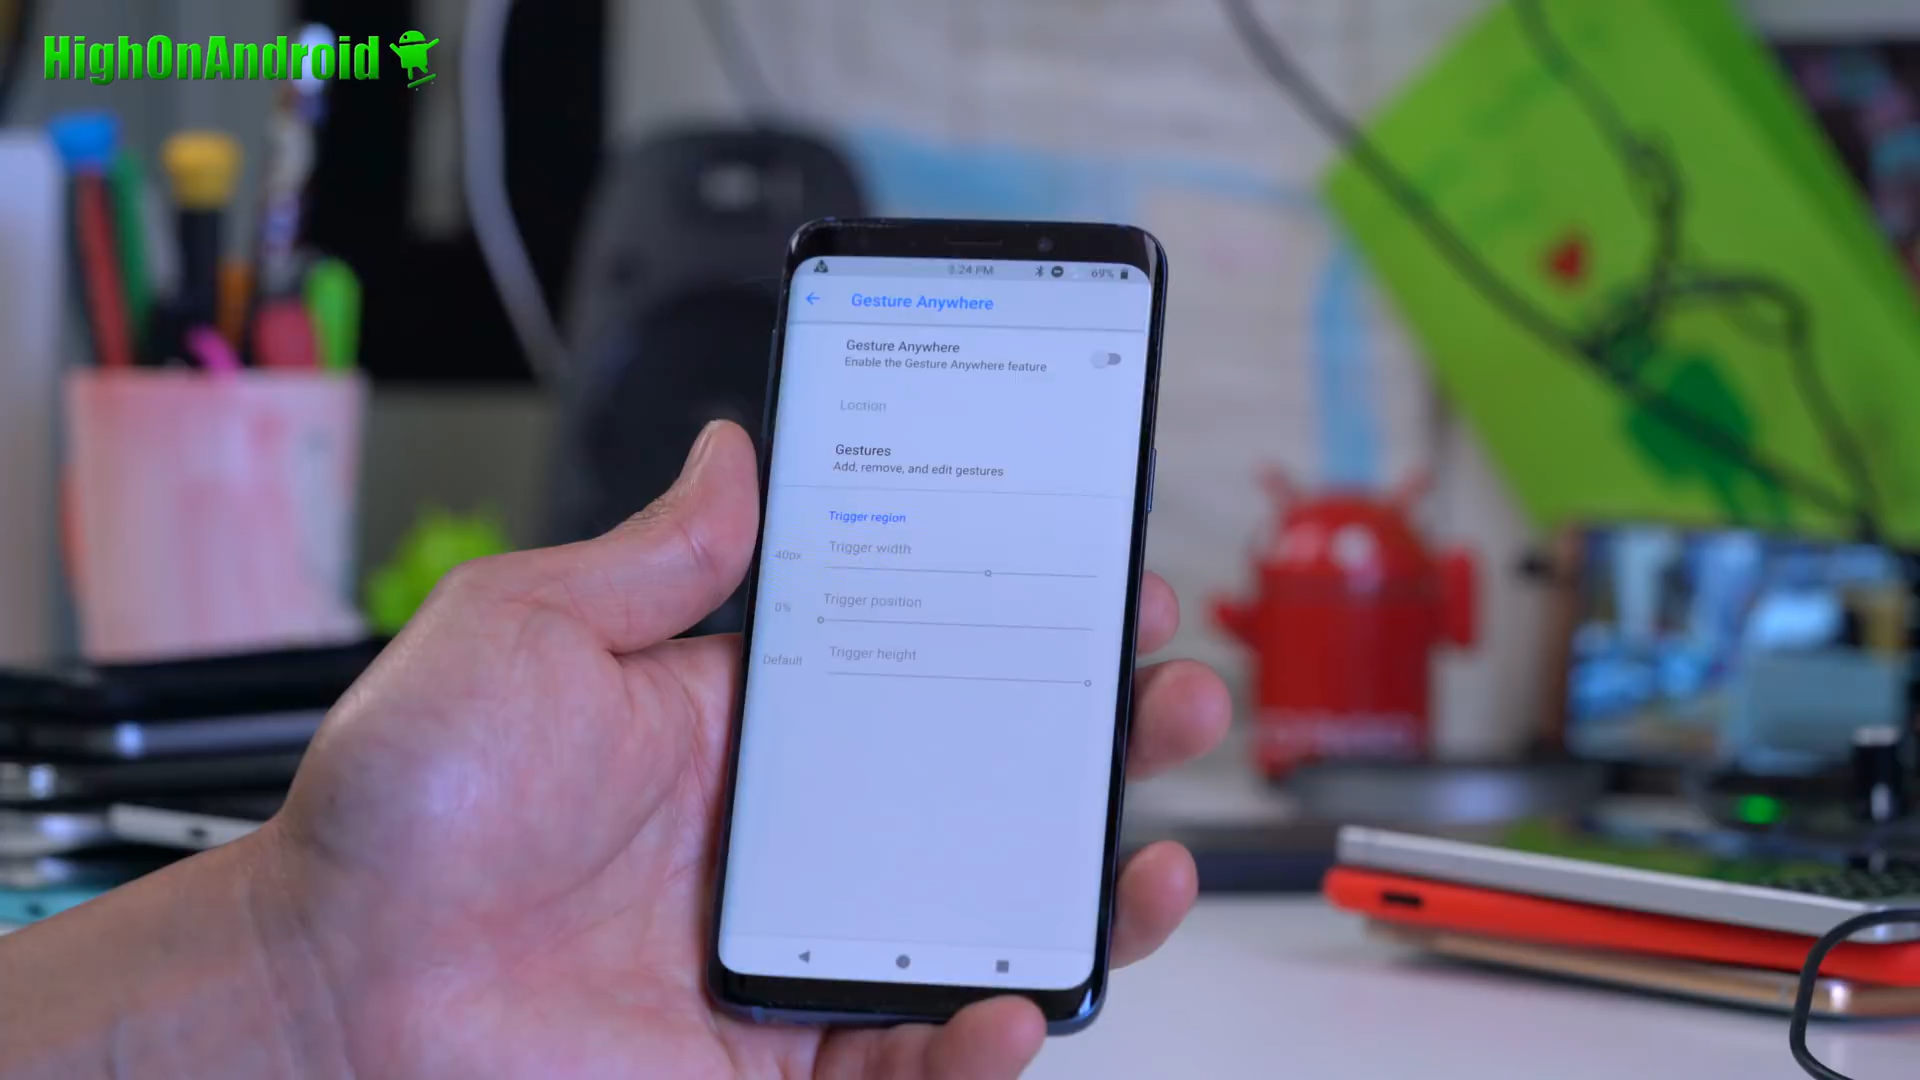 HighOnAndroid
24 PM
69%
Gesture Anywhere
Gesture Anywhere
Enable the Gesture Anywhere feature
Loction
Gestures
Add, remove, and edit gestures
Trigger region
Trigger width
40px
Trigger position
0%
Trigger height
Default